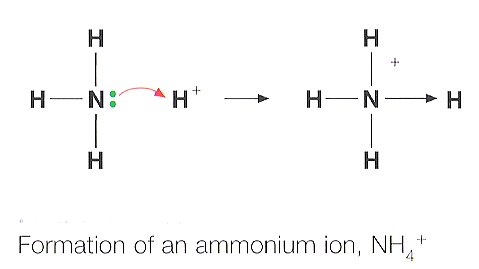 H H
+
H N : H+ H N H
H H
Formation of an ammonium ion, NH₄⁺